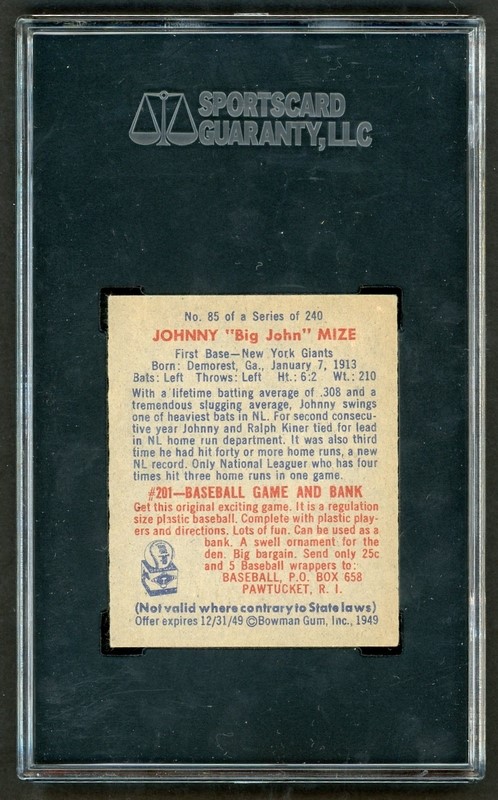 SPORTSCARD
GUARANTY, LLC
No. 85 of a Series of 240
JOHNNY "Big John" MIZE
First Base—New York Giants
Born: Demorest, Ga., January 7, 1913
Bats: Left Throws: Left Ht.: 6:2 Wt.: 210
With a lifetime batting average of .308 and a
tremendous slugging average, Johnny swings
one of heaviest bats in NL. For second consecu-
tive year Johnny and Ralph Kiner tied for lead
in NL home run department. It was also third
time he had hit forty or more home runs, a new
NL record. Only National Leaguer who has four
times hit three home runs in one game.
#201—BASEBALL GAME AND BANK
Get this original exciting game. It is a regulation
size plastic baseball. Complete with plastic play-
ers and directions. Lots of fun. Can be used as a
bank. A swell ornament for the
den. Big bargain. Send only 25c
and 5 Baseball wrappers to:
BASEBALL, P.O. BOX 658
PAWTUCKET, R. I.
(Not valid where contrary to State laws)
Offer expires 12/31/49 ©Bowman Gum, Inc., 1949